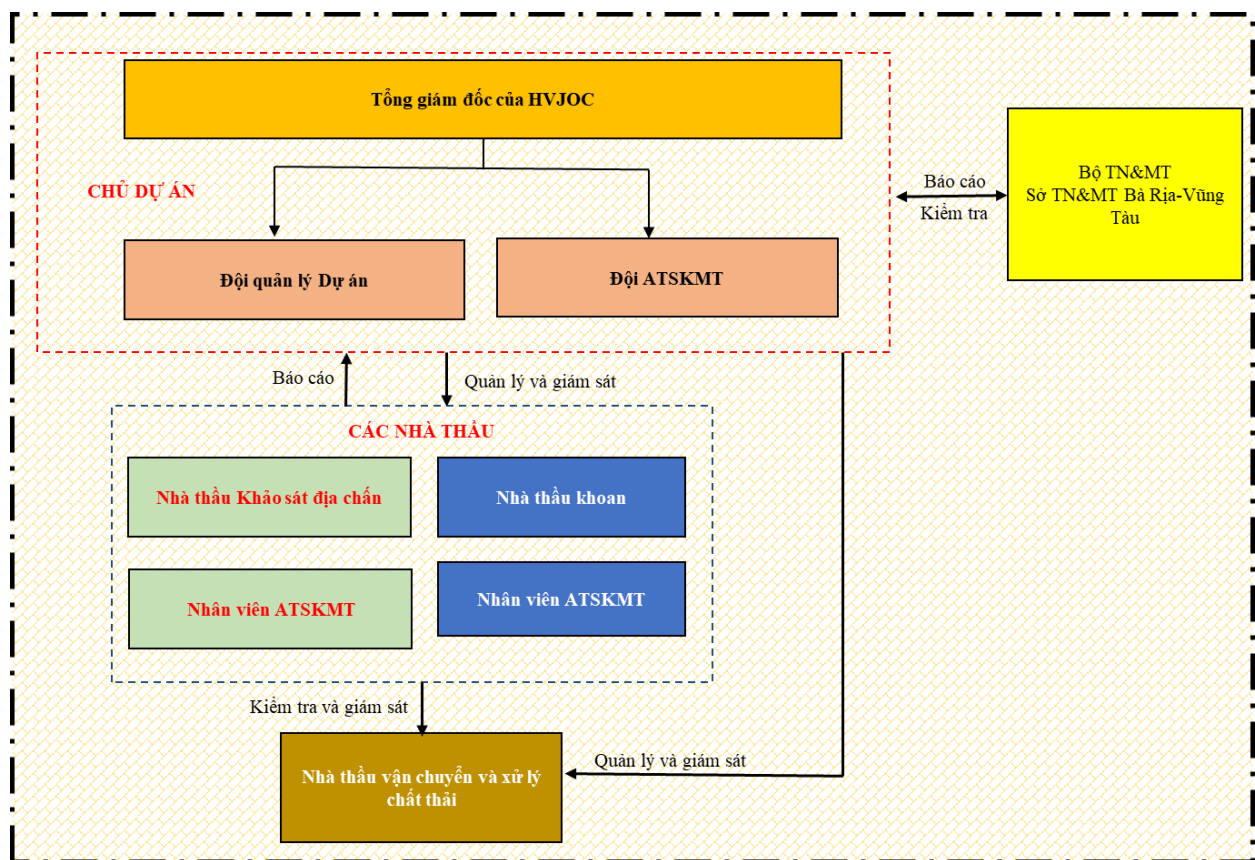 Tổng giám đốc của HVJOC
CHỦ DỰ ÁN
Báo cáo
Kiểm tra
Bộ TN&MT
Sở TN&MT Bà Rịa-Vũng
Tàu
Đội quản lý Dự án
Đội ATSKMT
Báo cáo
Quản lý và giám sát
CÁC NHÀ THẦU
Nhà thầu Khảo sát địa chấn
Nhà thầu khoan
Nhân viên ATSKMT
Nhân viên ATSKMT
Kiểm tra và giám sát
Nhà thầu vận chuyển và xử lý
chất thải
Quản lý và giám sát